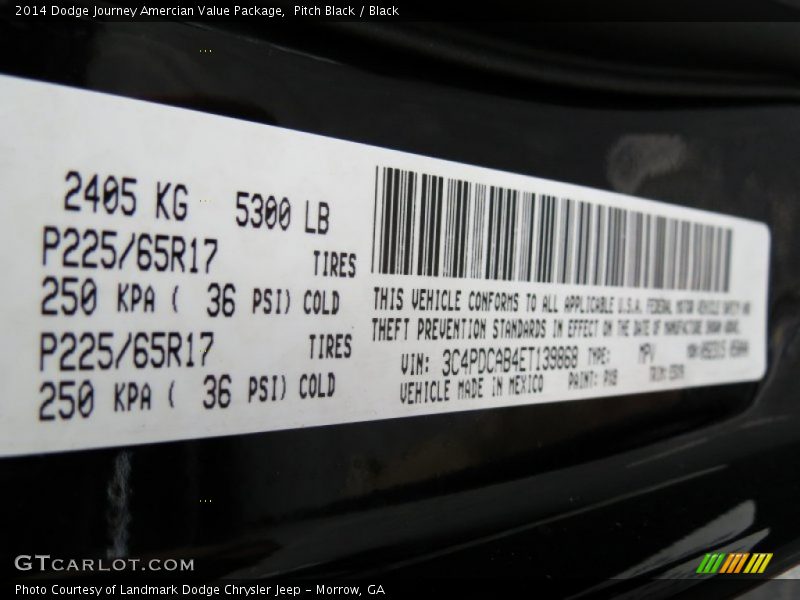 2014 Dodge Journey Amercian Value Package,  Pitch Black / Black
2405 KG  5300 LB
P225/65R17 TIRES
250 KPA ( 36 PSI) COLD
P225/65R17 TIRES
250 KPA ( 36 PSI) COLD
THIS VEHICLE CONFORMS TO ALL APPLICABLE U.S.A. FEDERAL MOTOR VEHICLE SAFETY AND
THEFT PREVENTION STANDARDS IN EFFECT ON THE DATE OF MANUFACTURE SHOWN ABOVE.
VIN: 3C4PDCAB4ET139868 TYPE: MPV
VEHICLE MADE IN MEXICO PAINT: PXB TRIM:
GTCARLOT.COM
Photo Courtesy of Landmark Dodge Chrysler Jeep - Morrow, GA